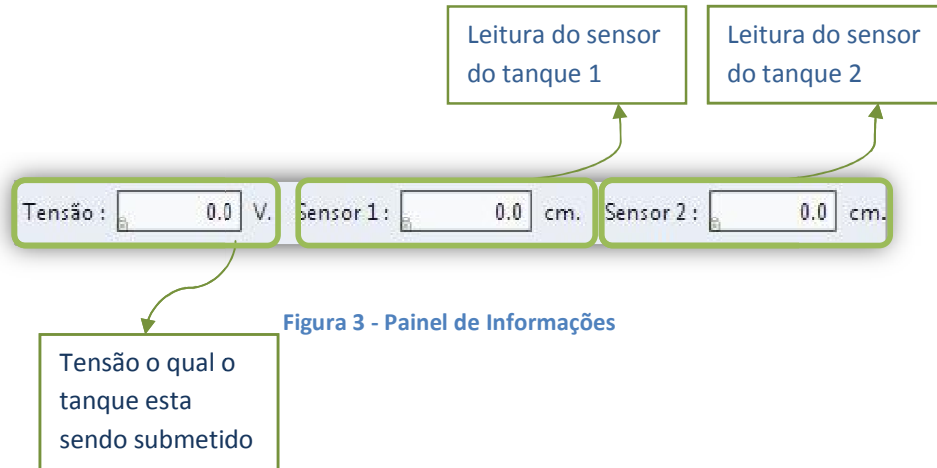 Leitura do sensor
do tanque 1
Leitura do sensor
do tanque 2
Tensão : 0.0 V. Sensor 1 : 0.0 cm. Sensor 2 : 0.0 cm.
Figura 3 - Painel de Informações
Tensão o qual o
tanque esta
sendo submetido